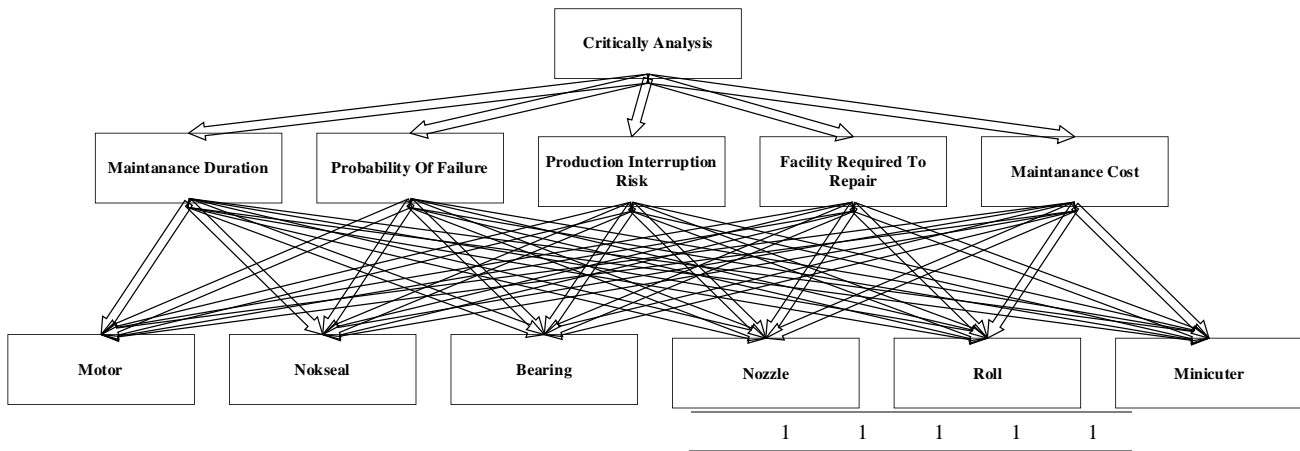 Critically Analysis
Maintanance Duration
Probability Of Failure
Production Interruption
Risk
Facility Required To
Repair
Maintanance Cost
Motor
Nokseal
Bearing
Nozzle
Roll
Minicuter
1 1 1 1 1